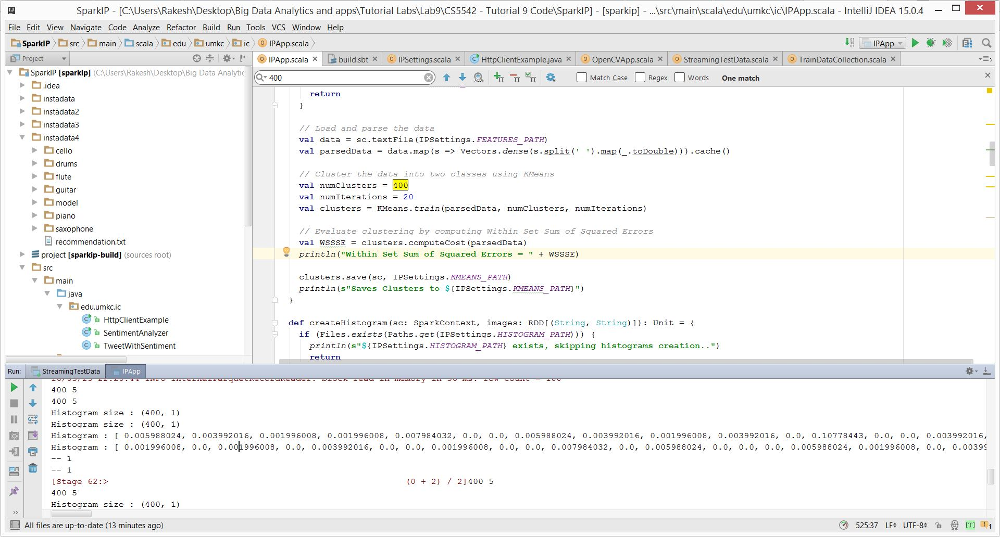 SparkIP - [C:\Users\Rakesh\Desktop\Big Data Analytics and apps\Tutorial Labs\Lab9\CS5542 - Tutorial 9 Code\SparkIP] - [sparkip] - ...\src\main\scala\edu\umkc\ic\IPApp.scala - IntelliJ IDEA 15.0.4
File Edit View Navigate Code Analyze Refactor Build Run Tools VCS Window Help
SparkIP src main scala edu umkc ic IPApp.scala IPApp
Project
IPApp.scala build.sbt IPSettings.scala HttpClientExample.java OpenCVApp.scala StreamingTestData.scala TrainDataCollection.scala
400 Match Case Regex Words One match
SparkIP [sparkip] (C:\Users\Rakesh\Desktop\Big Data Analytic
.idea
instadata
instadata2
instadata3
instadata4
cello
drums
flute
guitar
model
piano
saxophone
recommendation.txt
project [sparkip-build] (sources root)
src
main
java
edu.umkc.ic
HttpClientExample
SentimentAnalyzer
TweetWithSentiment
return
}
// Load and parse the data
val data = sc.textFile(IPSettings.FEATURES_PATH)
val parsedData = data.map(s => Vectors.dense(s.split(' ').map(_.toDouble))).cache()
// Cluster the data into two classes using KMeans
val numClusters = 400
val numIterations = 20
val clusters = KMeans.train(parsedData, numClusters, numIterations)
// Evaluate clustering by computing Within Set Sum of Squared Errors
val WSSSE = clusters.computeCost(parsedData)
println("Within Set Sum of Squared Errors = " + WSSSE)
clusters.save(sc, IPSettings.KMEANS_PATH)
println(s"Saves Clusters to ${IPSettings.KMEANS_PATH}")
}
def createHistogram(sc: SparkContext, images: RDD[(String, String)]): Unit = {
if (Files.exists(Paths.get(IPSettings.HISTOGRAM_PATH))) {
println(s"${IPSettings.HISTOGRAM_PATH} exists, skipping histograms creation..")
return
Run: StreamingTestData IPApp
400 5
400 5
Histogram size : (400, 1)
Histogram size : (400, 1)
Histogram : [ 0.005988024, 0.003992016, 0.001996008, 0.001996008, 0.007984032, 0.0, 0.0, 0.005988024, 0.003992016, 0.001996008, 0.003992016, 0.0, 0.10778443, 0.0, 0.0, 0.003992016,
Histogram : [ 0.001996008, 0.0, 0.001996008, 0.0, 0.003992016, 0.0, 0.0, 0.001996008, 0.0, 0.0, 0.007984032, 0.0, 0.005988024, 0.0, 0.0, 0.0, 0.005988024, 0.001996008, 0.0, 0.00399
-- 1
-- 1
[Stage 62:> (0 + 2) / 2]400 5
400 5
Histogram size : (400, 1)
All files are up-to-date (13 minutes ago) 525:37 LF UTF-8 [T] 1